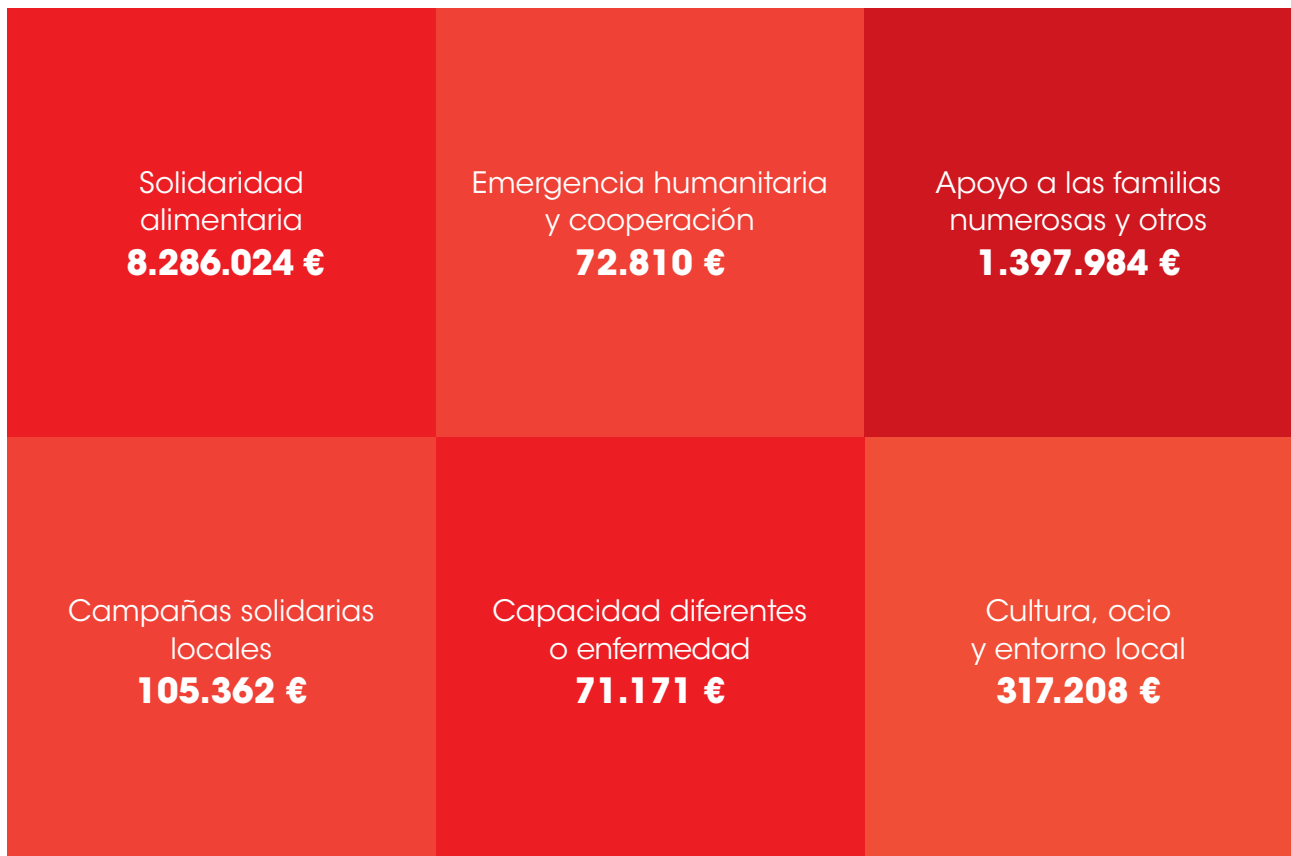 Solidaridad
alimentaria
8.286.024 €
Emergencia humanitaria
y cooperación
72.810 €
Apoyo a las familias
numerosas y otros
1.397.984 €
Campañas solidarias
locales
105.362 €
Capacidad diferentes
o enfermedad
71.171 €
Cultura, ocio
y entorno local
317.208 €